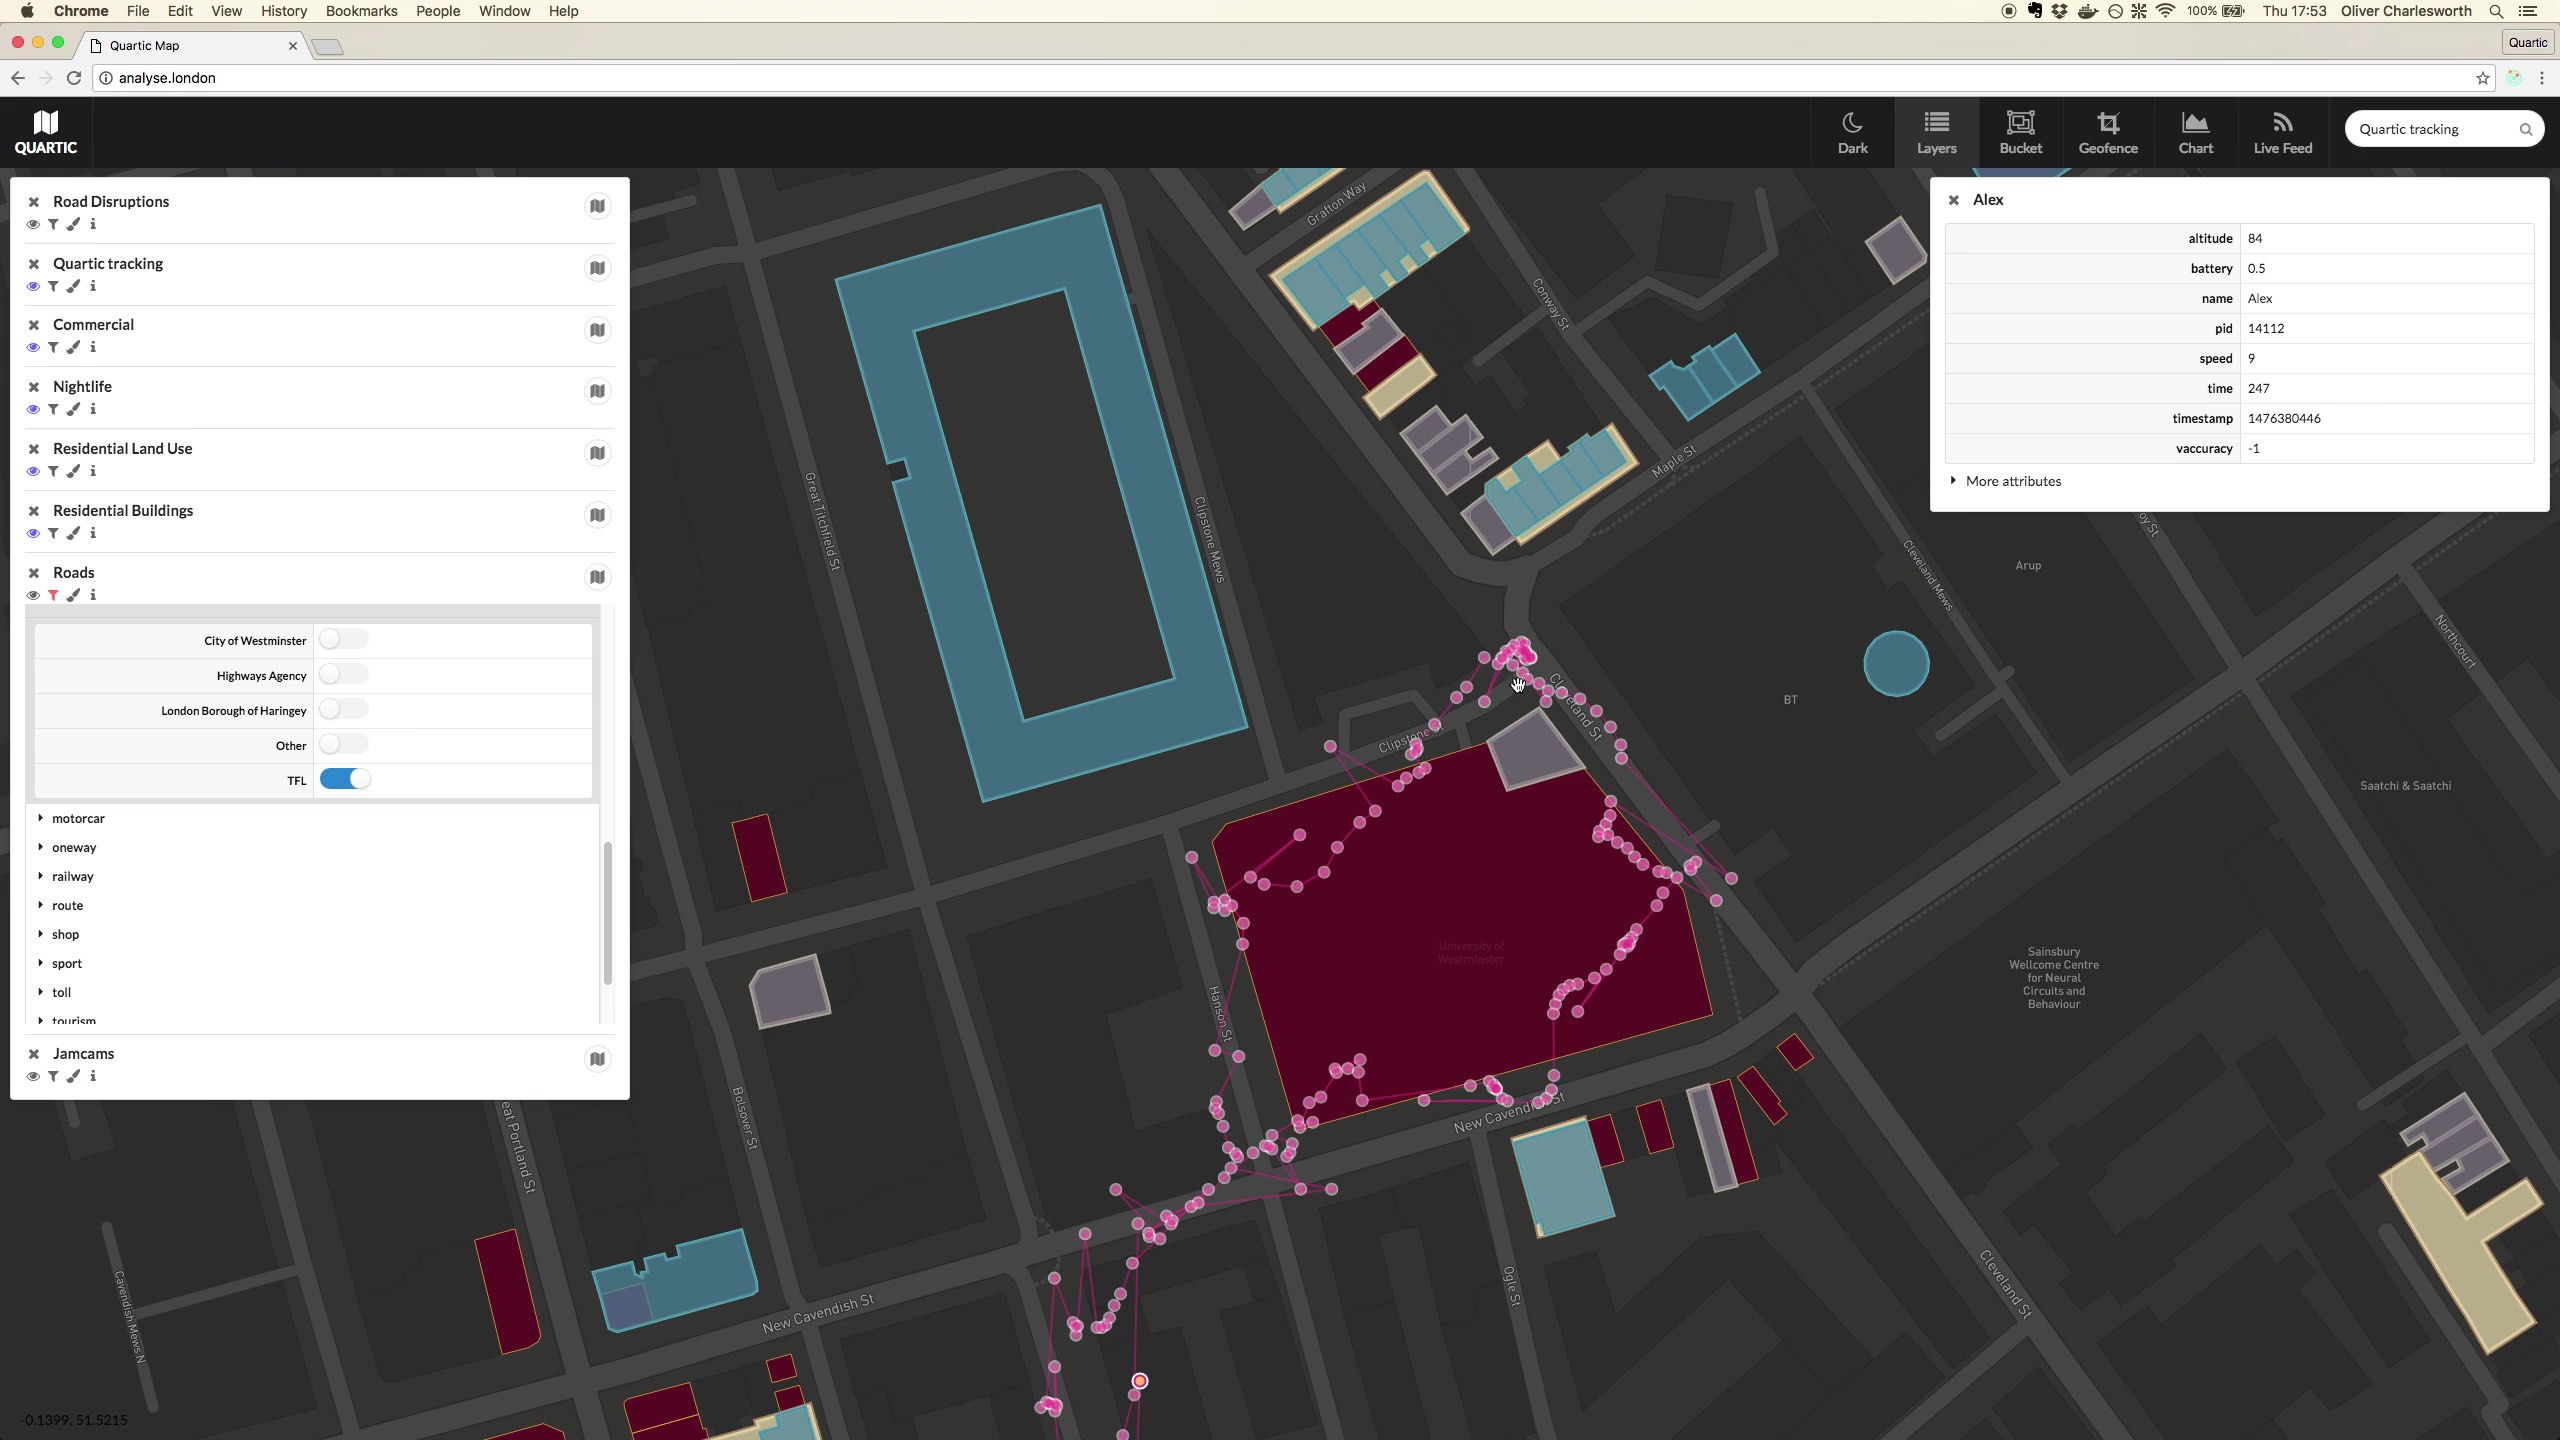 Chrome File Edit View History Bookmarks People Window Help
100% Thu 17:53 Oliver Charlesworth
Quartic Map
Quartic
analyse.london
QUARTIC
Dark
Layers
Bucket
Geofence
Chart
Live Feed
Quartic tracking
Road Disruptions
Quartic tracking
Commercial
Nightlife
Residential Land Use
Residential Buildings
Roads
City of Westminster
Highways Agency
London Borough of Haringey
Other
TFL
motorcar
oneway
railway
route
shop
sport
toll
tourism
Jamcams
Alex
altitude 84
battery 0.5
name Alex
pid 14112
speed 9
time 247
timestamp 1476380446
vaccuracy -1
More attributes
Grafton Way
Conway St
Maple St
Great Titchfield St
Clipstone Mews
Cleveland Mews
Arup
Northcourt
Clipstone St
Cleveland St
BT
Saatchi & Saatchi
University of
Westminster
Sainsbury
Wellcome Centre
for Neural
Circuits and
Behaviour
Hanson St
Bolsover St
New Cavendish St
eat Portland St
Cavendish Mews N
New Cavendish St
Ogle St
Cleveland St
-0.1399, 51.5215